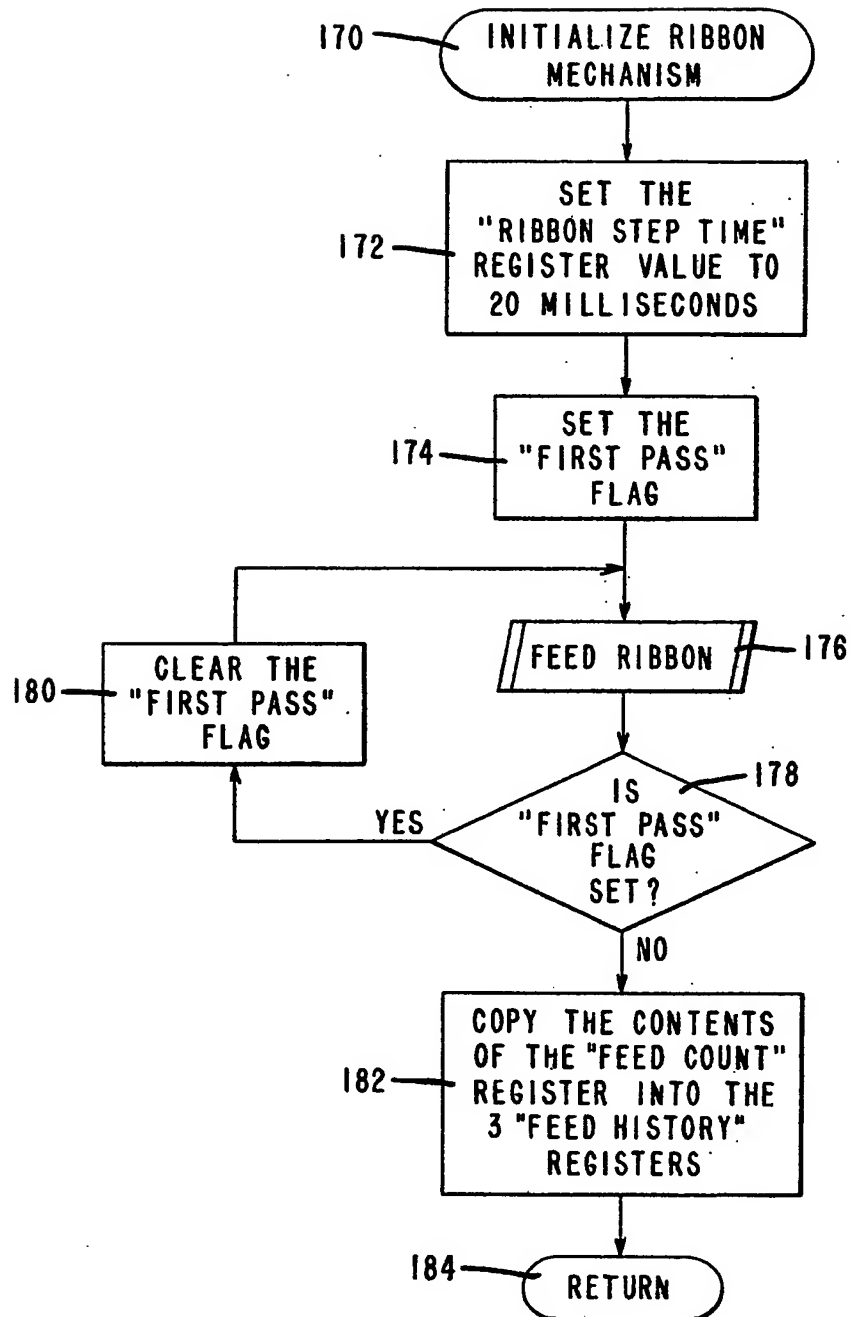 170
INITIALIZE RIBBON
MECHANISM
172
SET THE
"RIBBON STEP TIME"
REGISTER VALUE TO
20 MILLISECONDS
174
SET THE
"FIRST PASS"
FLAG
180
CLEAR THE
"FIRST PASS"
FLAG
FEED RIBBON
176
178
IS
"FIRST PASS"
FLAG
SET?
YES
NO
182
COPY THE CONTENTS
OF THE "FEED COUNT"
REGISTER INTO THE
3 "FEED HISTORY"
REGISTERS
184
RETURN